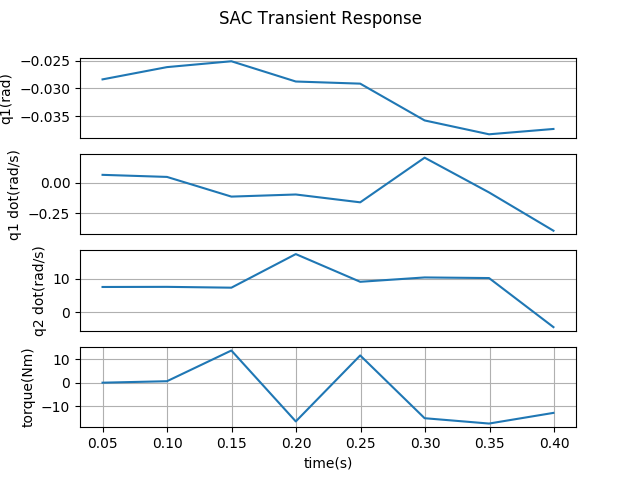 SAC Transient Response
−0.025
−0.030
−0.035
q1(rad)
0.00
−0.25
q1 dot(rad/s)
10
0
q2 dot(rad/s)
10
0
−10
torque(Nm)
0.05 0.10 0.15 0.20 0.25 0.30 0.35 0.40
time(s)